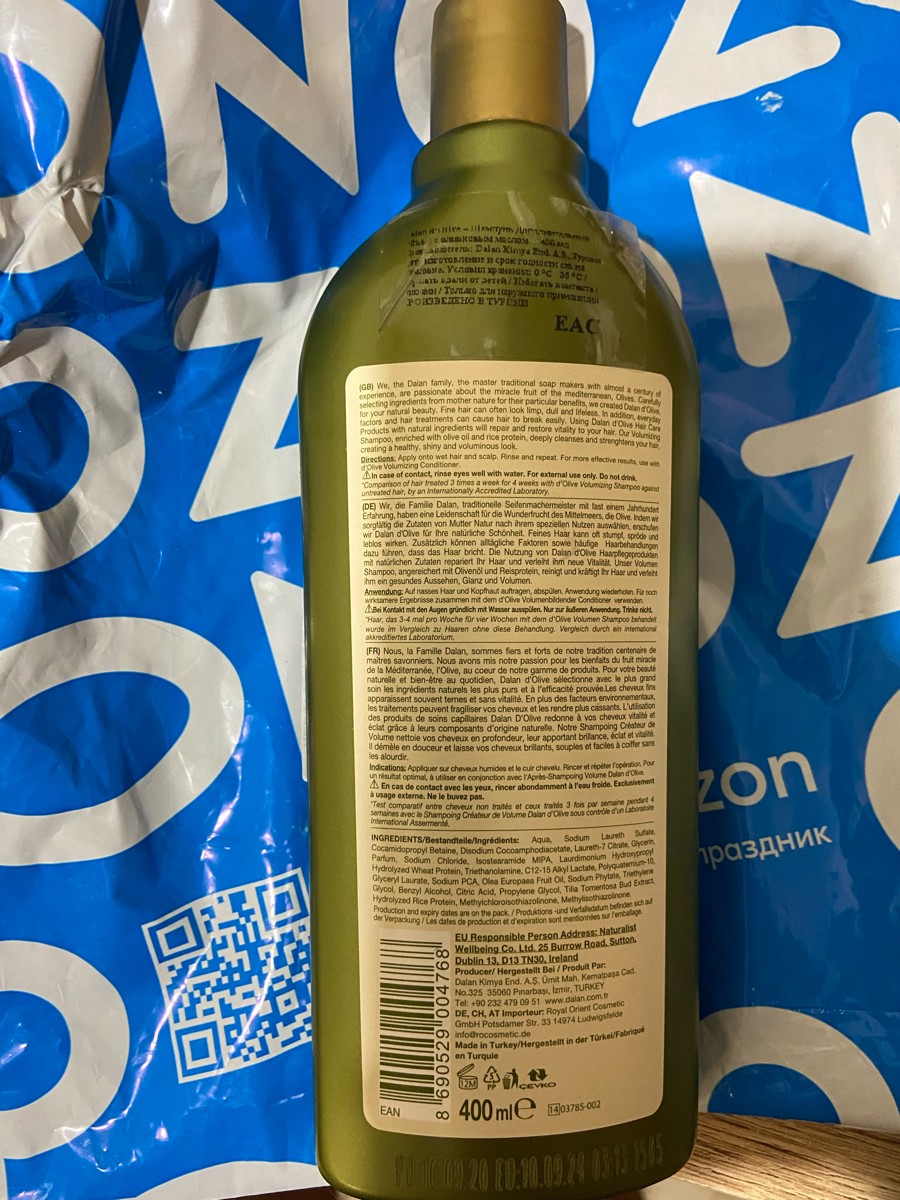 OZON
zon
праздник
Производитель: Dalan Kimya End. A.Ş., Турция
EAC
(GB) We, the Dalan family, the master traditional soap makers with almost a century of
experience, are passionate about the miracle fruit of the mediterranean, Olives. Carefully
selecting ingredients from mother nature for their particular benefits, we created Dalan d'Olive,
for your natural beauty. Fine hair can often look limp, dull and lifeless. In addition, everyday
factors and hair treatments can cause hair to break easily. Using Dalan d'Olive Hair Care
Products with natural ingredients will repair and restore vitality to your hair. Our Volumizing
Shampoo, enriched with olive oil and rice protein, deeply cleanses and strengthens your hair,
creating a healthy, shiny and voluminous look.
Directions: Apply onto wet hair and scalp. Rinse and repeat. For more effective results, use with
d'Olive Volumizing Conditioner.
⚠In case of contact, rinse eyes well with water. For external use only. Do not drink.
*Comparison of hair treated 3 times a week for 4 weeks with d'Olive Volumizing Shampoo against
untreated hair, by an Internationally Accredited Laboratory.
(DE) Wir, die Familie Dalan, traditionelle Seifenmachermeister mit fast einem Jahrhundert
Erfahrung, haben eine Leidenschaft für die Wunderfrucht des Mittelmeers, die Olive. Indem wir
sorgfältig die Zutaten von Mutter Natur nach ihrem speziellen Nutzen auswählen, erschufen
wir Dalan d'Olive für Ihre natürliche Schönheit. Feines Haar kann oft stumpf, spröde und
leblos wirken. Zusätzlich können alltägliche Faktoren sowie häufige Haarbehandlungen
dazu führen, dass das Haar bricht. Die Nutzung von Dalan d'Olive Haarpflegeprodukten
mit natürlichen Zutaten repariert Ihr Haar und verleiht ihm neue Vitalität. Unser Volumen
Shampoo, angereichert mit Olivenöl und Reisprotein, reinigt und kräftigt Ihr Haar und verleiht
ihm ein gesundes Aussehen, Glanz und Volumen.
Anwendung: Auf nasses Haar und Kopfhaut auftragen, abspülen. Anwendung wiederholen. Für noch
wirksamere Ergebnisse zusammen mit dem d'Olive Volumenbildender Conditioner verwenden.
⚠Bei Kontakt mit den Augen gründlich mit Wasser ausspülen. Nur zur äußeren Anwendung. Trinke nicht.
*Haar, das 3-4 mal pro Woche für vier Wochen mit dem d'Olive Volumen Shampoo behandelt
wurde im Vergleich zu Haaren ohne diese Behandlung. Vergleich durch ein international
akkreditiertes Laboratorium.
(FR) Nous, la Famille Dalan, sommes fiers et forts de notre tradition centenaire de
maîtres savonniers. Nous avons mis notre passion pour les bienfaits du fruit miracle
de la Méditerranée, l'Olive, au coeur de notre gamme de produits. Pour votre beauté
naturelle et bien-être au quotidien, Dalan d'Olive sélectionne avec le plus grand
soin les ingrédients naturels les plus purs et à l'efficacité prouvée.Les cheveux fins
apparaissent souvent ternes et sans vitalité. En plus des facteurs environnementaux,
les traitements peuvent fragiliser vos cheveux et les rendre plus cassants. L'utilisation
des produits de soins capillaires Dalan D'Olive redonne à vos cheveux vitalité et
éclat grâce à leurs composants d'origine naturelle. Notre Shampooing Créateur de
Volume nettoie vos cheveux en profondeur, leur apportant brillance, éclat et vitalité.
Il démêle en douceur et laisse vos cheveux brillants, souples et faciles à coiffer sans
les alourdir.
Indications: Appliquer sur cheveux humides et le cuir chevelu. Rincer et répéter l'opération. Pour
un résultat optimal, à utiliser en conjonction avec l'Après-Shampoing Volume Dalan d'Olive.
⚠ En cas de contact avec les yeux, rincer abondamment à l'eau froide. Exclusivement
à usage externe. Ne le buvez pas.
*Test comparatif entre cheveux non traités et ceux traités 3 fois par semaine pendant 4
semaines avec le Shampoing Créateur de Volume Dalan d'Olive sous contrôle d'un Laboratoire
International Assermenté.
INGREDIENTS/Bestandteile/Ingrédients: Aqua, Sodium Laureth Sulfate,
Cocamidopropyl Betaine, Disodium Cocoamphodiacetate, Laureth-7 Citrate, Glycerin,
Parfum, Sodium Chloride, Isostearamide MIPA, Laurdimonium Hydroxypropyl
Hydrolyzed Wheat Protein, Triethanolamine, C12-15 Alkyl Lactate, Polyquaternium-10,
Glyceryl Laurate, Sodium PCA, Olea Europaea Fruit Oil, Sodium Phytate, Triethylene
Glycol, Benzyl Alcohol, Citric Acid, Propylene Glycol, Tilia Tomentosa Bud Extract,
Hydrolyzed Rice Protein, Methylchloroisothiazolinone, Methylisothiazolinone.
Production and expiry dates are on the pack. / Produktions -und Verfallsdatum befinden sich auf
der Verpackung / Les dates de production et d'expiration sont mentionnées sur l'emballage.
EU Responsible Person Address: Naturalist
Wellbeing Co. Ltd. 25 Burrow Road, Sutton,
Dublin 13, D13 TN30, Ireland
Producer/ Hergestellt Bei / Produit Par:
Dalan Kimya End. A.Ş. Ümit Mah. Kemalpaşa Cad.
No.325 35060 Pınarbaşı, İzmir, TURKEY
Tel: +90 232 479 09 51 www.dalan.com.tr
DE, CH, AT Importeur: Royal Orient Cosmetic
GmbH Potsdamer Str. 33 14974 Ludwigsfelde
info@rocosmetic.de
Made in Turkey/Hergestellt in der Türkei/Fabriqué
en Turquie
8 690529 004768
EAN
12M
5
PP
ÇEVKO
400 ml e
14 03785-002
PD:10.09.20 ED:10.09.24 03.13 1505